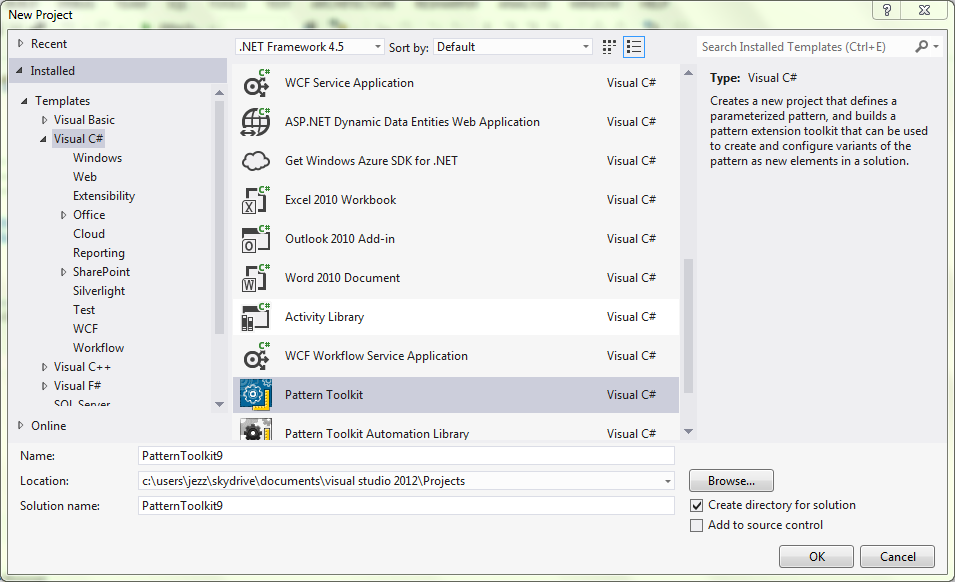 New Project
Recent
Installed
Templates
Visual Basic
Visual C#
Windows
Web
Extensibility
Office
Cloud
Reporting
SharePoint
Silverlight
Test
WCF
Workflow
Visual C++
Visual F#
SQL Server
Online
.NET Framework 4.5 Sort by: Default
C# WCF Service Application Visual C#
C# ASP.NET Dynamic Data Entities Web Application Visual C#
Get Windows Azure SDK for .NET Visual C#
C# X Excel 2010 Workbook Visual C#
C# O Outlook 2010 Add-in Visual C#
C# W Word 2010 Document Visual C#
C# Activity Library Visual C#
C# WCF Workflow Service Application Visual C#
Pattern Toolkit Visual C#
Pattern Toolkit Automation Library Visual C#
Search Installed Templates (Ctrl+E)
Type: Visual C#
Creates a new project that defines a
parameterized pattern, and builds a
pattern extension toolkit that can be used
to create and configure variants of the
pattern as new elements in a solution.
Name: PatternToolkit9
Location: c:\users\jezz\skydrive\documents\visual studio 2012\Projects
Browse...
Solution name: PatternToolkit9
Create directory for solution
Add to source control
OK Cancel